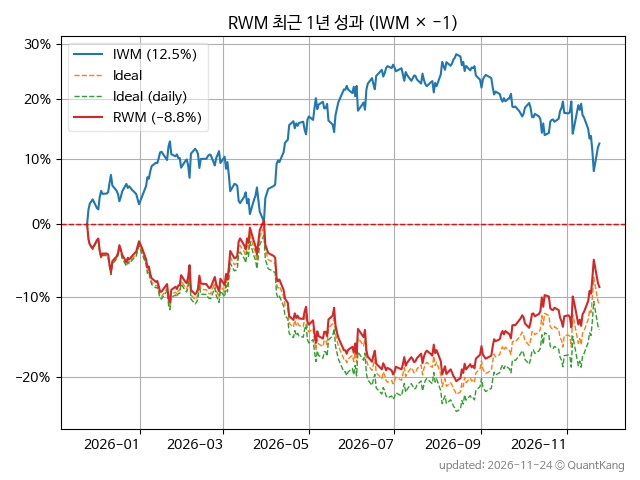 RWM 최근 1년 성과 (IWM × −1)
30%
20%
10%
0%
−10%
−20%
IWM (12.5%)
Ideal
Ideal (daily)
RWM (−8.8%)
2026-01
2026-03
2026-05
2026-07
2026-09
2026-11
updated: 2026-11-24 © QuantKang